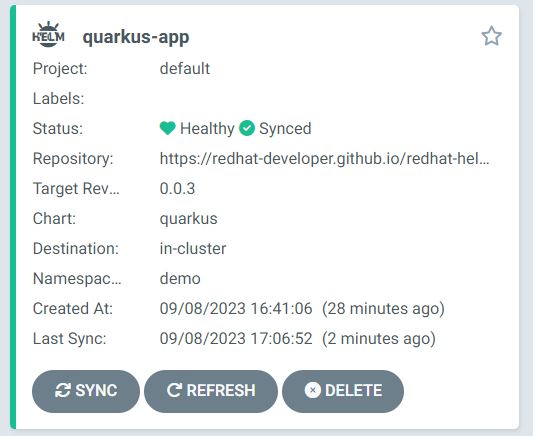 HELM quarkus-app
Project: default
Labels:
Status: Healthy Synced
Repository: https://redhat-developer.github.io/redhat-hel...
Target Rev... 0.0.3
Chart: quarkus
Destination: in-cluster
Namespac... demo
Created At: 09/08/2023 16:41:06 (28 minutes ago)
Last Sync: 09/08/2023 17:06:52 (2 minutes ago)
SYNC REFRESH DELETE